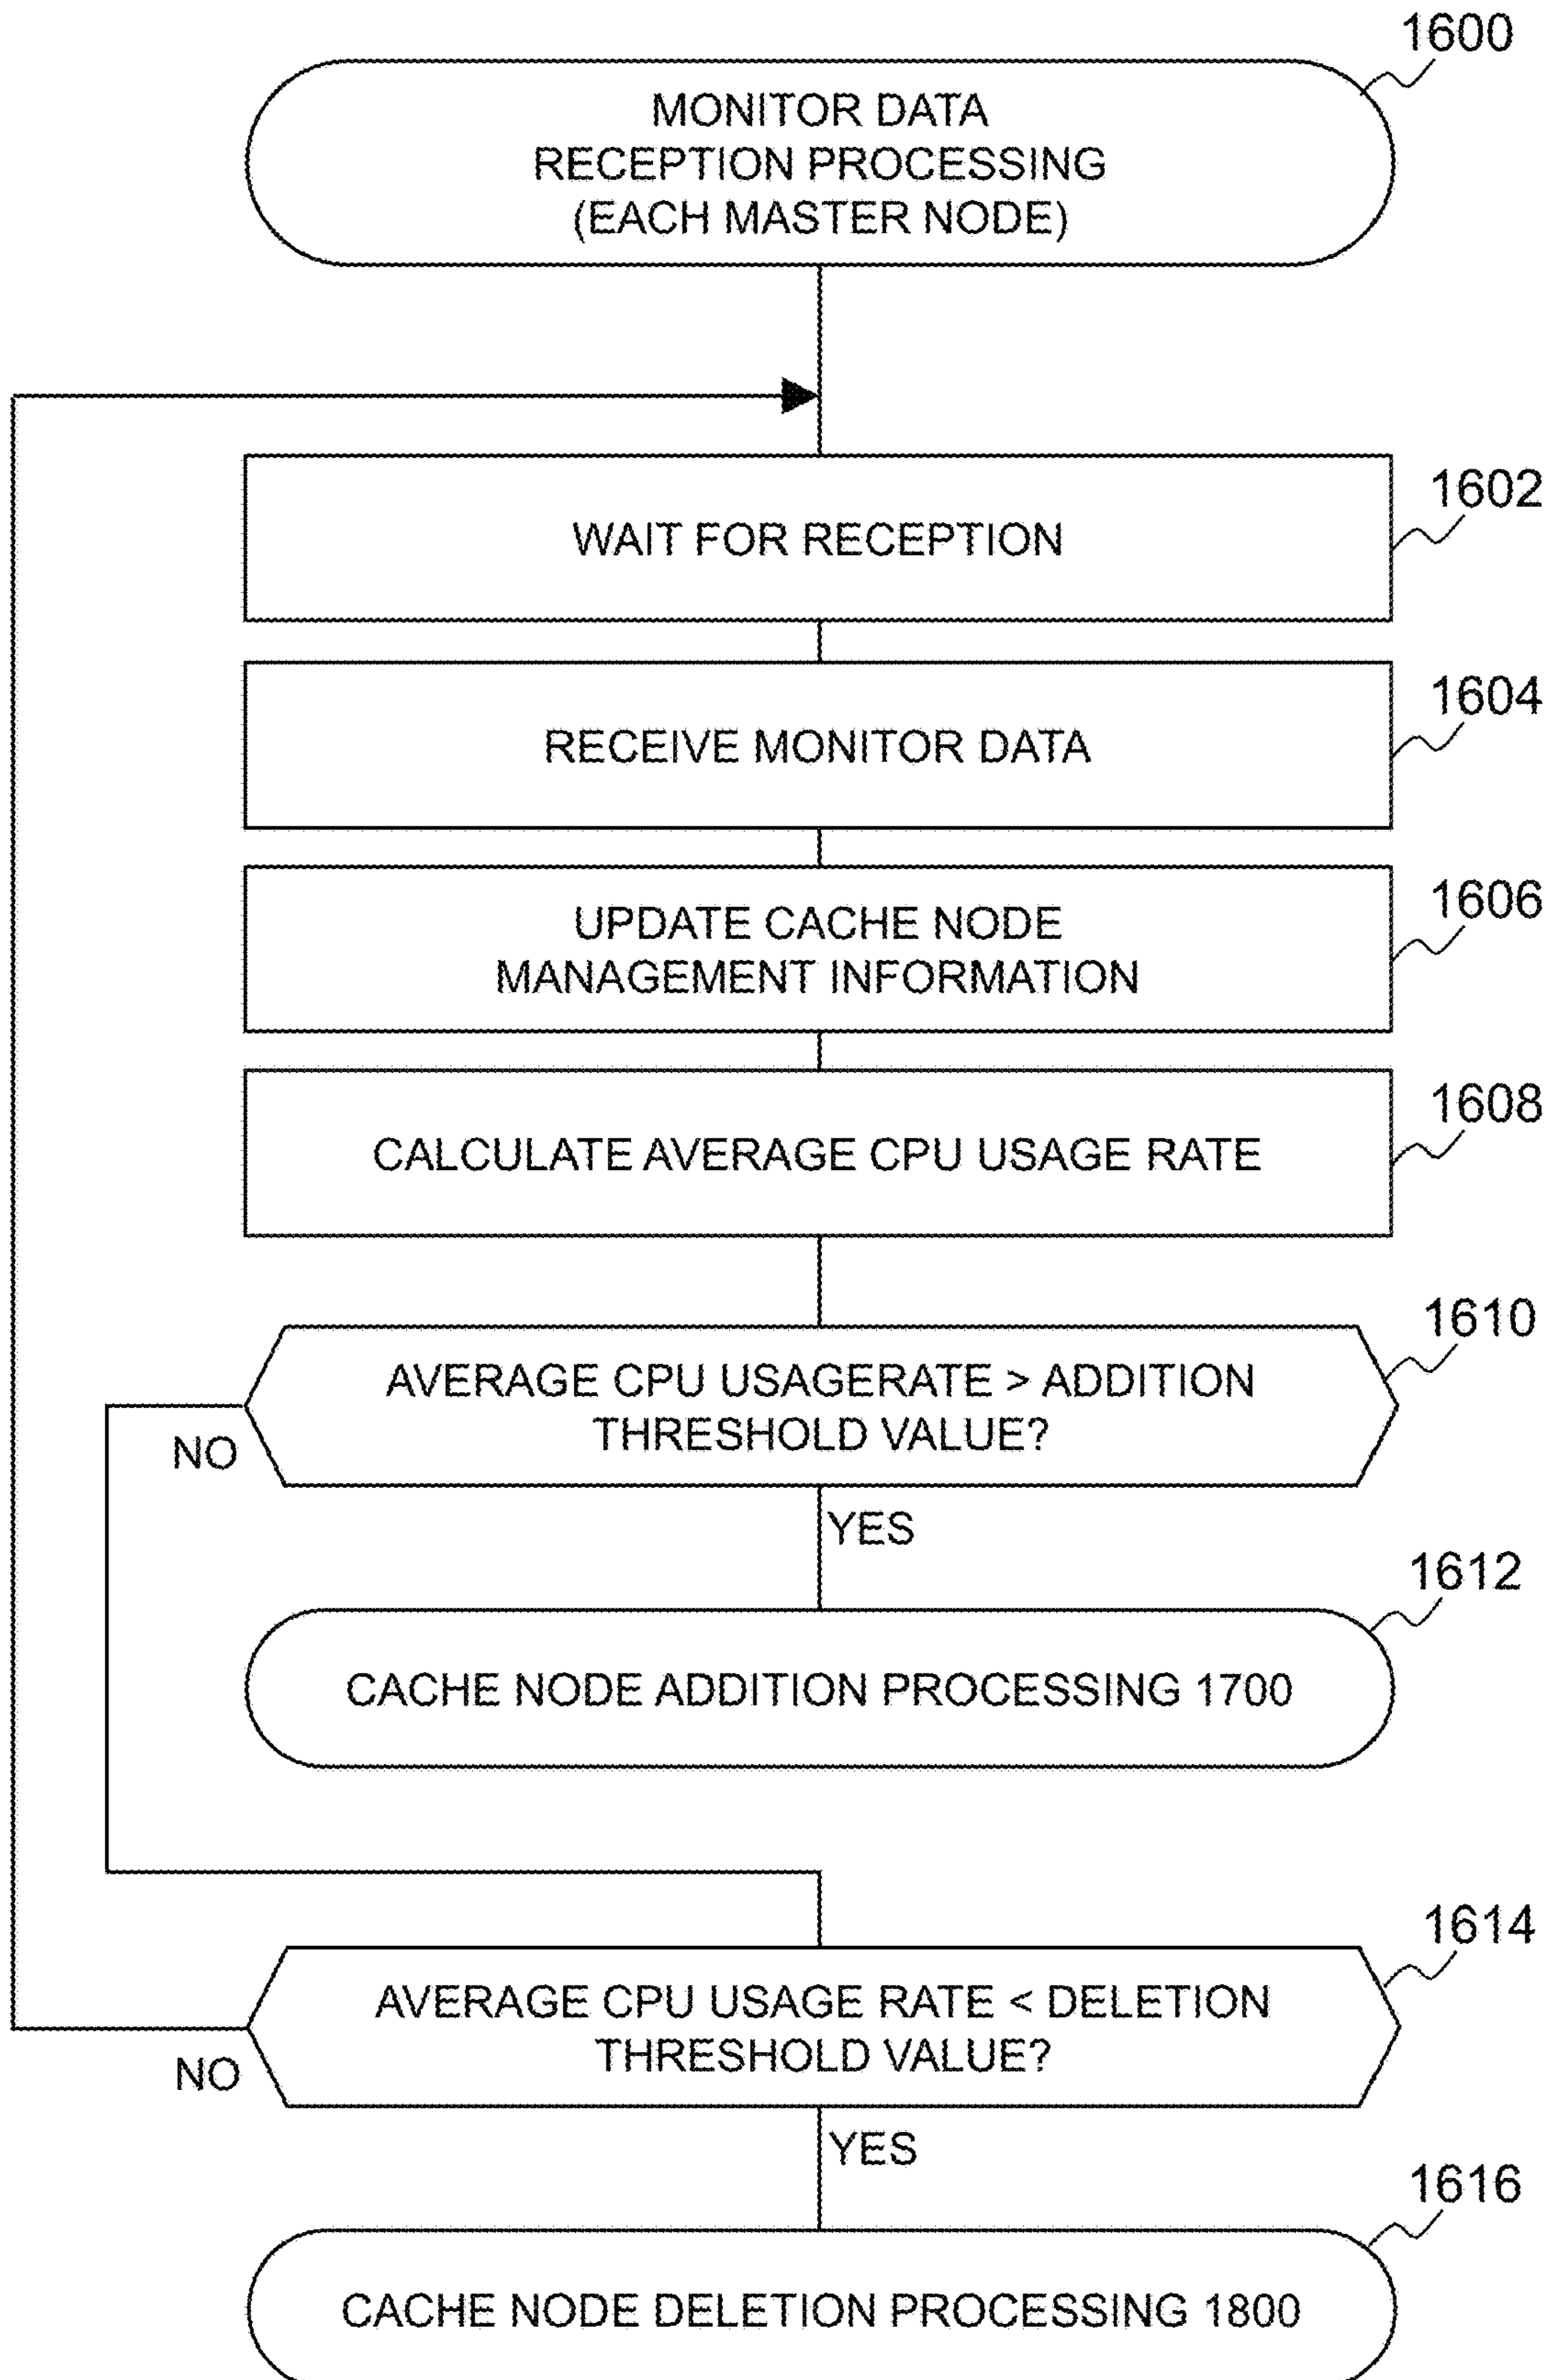 1600
MONITOR DATA
RECEPTION PROCESSING
(EACH MASTER NODE)
1602
WAIT FOR RECEPTION
1604
RECEIVE MONITOR DATA
1606
UPDATE CACHE NODE
MANAGEMENT INFORMATION
1608
CALCULATE AVERAGE CPU USAGE RATE
1610
AVERAGE CPU USAGERATE > ADDITION
THRESHOLD VALUE?
NO
YES
1612
CACHE NODE ADDITION PROCESSING 1700
1614
AVERAGE CPU USAGE RATE < DELETION
THRESHOLD VALUE?
NO
YES
1616
CACHE NODE DELETION PROCESSING 1800